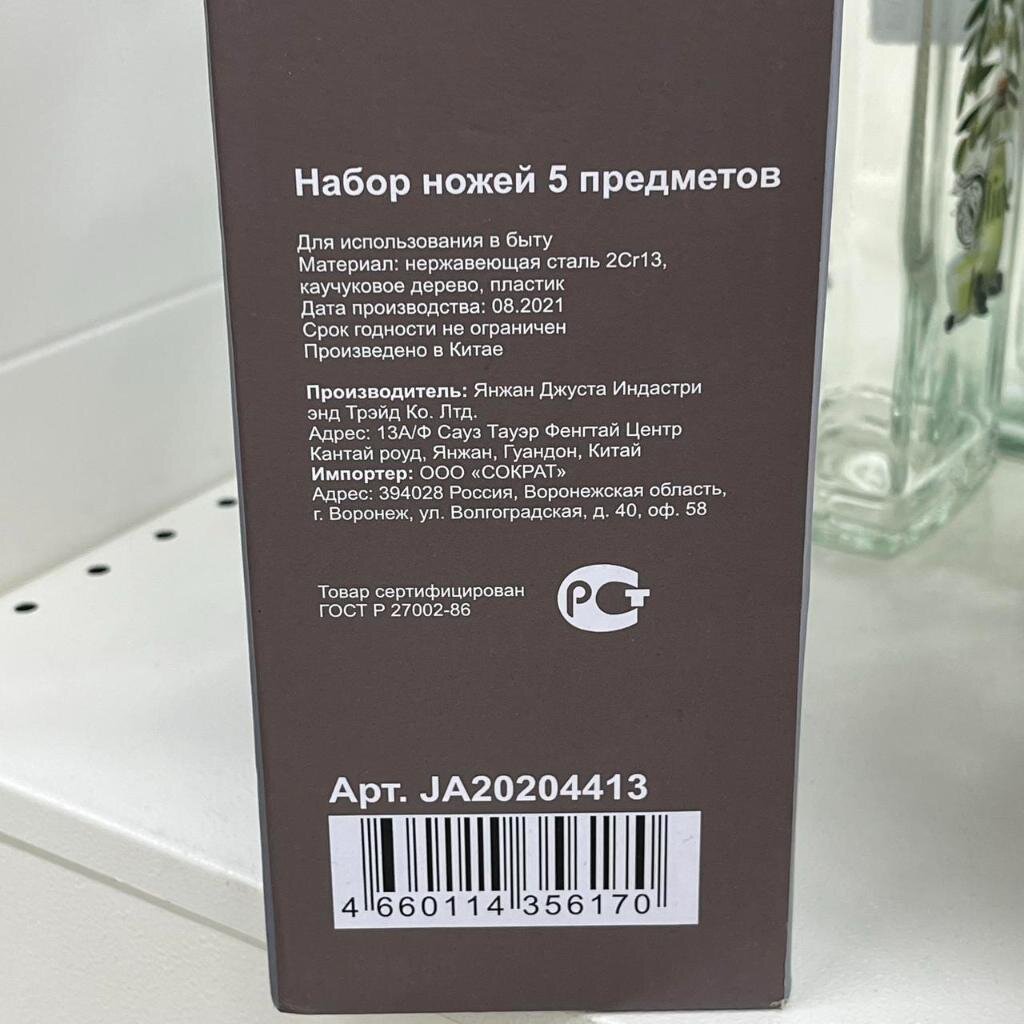 Набор ножей 5 предметов
Для использования в быту
Материал: нержавеющая сталь 2Cr13,
каучуковое дерево, пластик
Дата производства: 08.2021
Срок годности не ограничен
Произведено в Китае
Производитель: Янжан Джуста Индастри
энд Трэйд Ко. Лтд.
Адрес: 13А/Ф Сауз Тауэр Фенгтай Центр
Кантай роуд, Янжан, Гуандон, Китай
Импортер: ООО «СОКРАТ»
Адрес: 394028 Россия, Воронежская область,
г. Воронеж, ул. Волгоградская, д. 40, оф. 58
Товар сертифицирован
ГОСТ Р 27002-86
РСТ
Арт. JA20204413
4 660114 356170